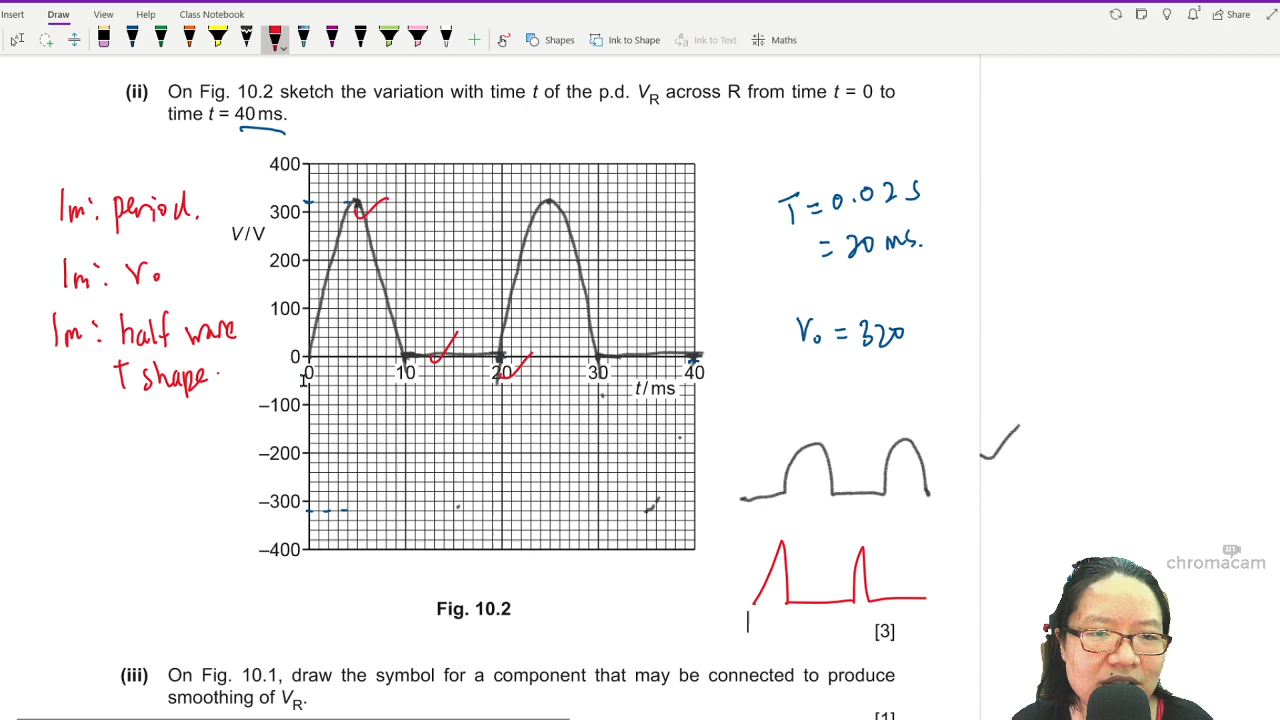 Insert Draw View Help Class Notebook Share
Shapes Ink to Shape Ink to Text Maths
(ii) On Fig. 10.2 sketch the variation with time t of the p.d. VR across R from time t = 0 to
time t = 40 ms.
400
300
V/V
200
100
0
–100
–200
–300
–400
0 10 20 30 40
t/ms
1m: period.
1m: V₀
1m: half wave
+ shape.
T = 0.02 s
= 20 ms.
V₀ = 320
Fig. 10.2
[3]
(iii) On Fig. 10.1, draw the symbol for a component that may be connected to produce
smoothing of VR.
[1]
chromacam